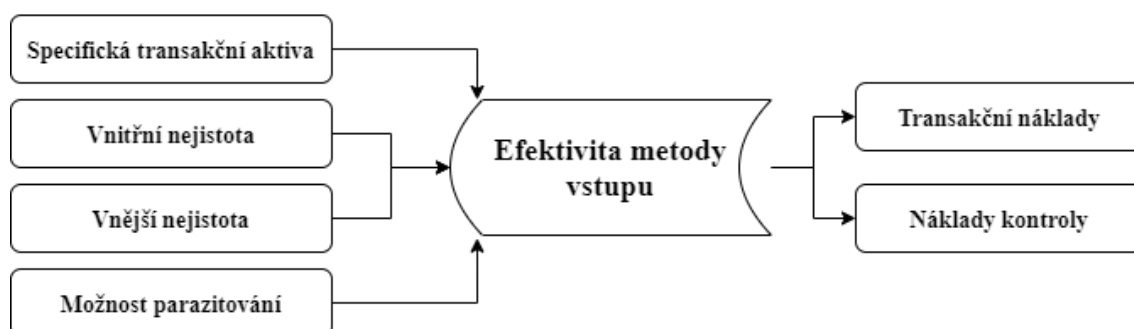 Specifická transakční aktiva
Vnitřní nejistota
Vnější nejistota
Možnost parazitování
Efektivita metody
vstupu
Transakční náklady
Náklady kontroly